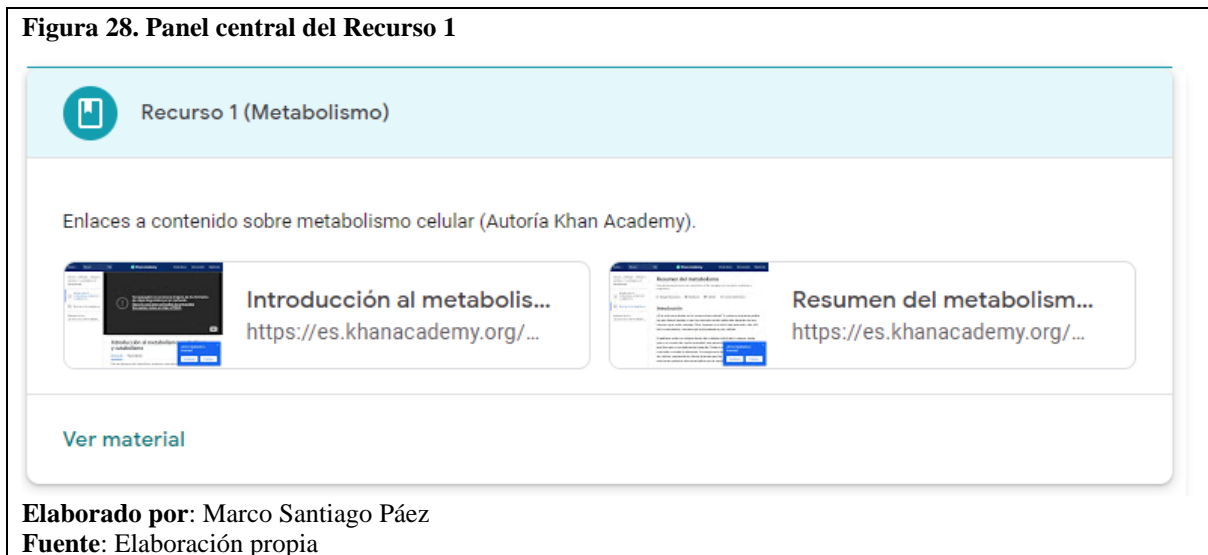 Figura 28. Panel central del Recurso 1
Recurso 1 (Metabolismo)
Enlaces a contenido sobre metabolismo celular (Autoría Khan Academy).
Introducción al metabolis...
https://es.khanacademy.org/...
Resumen del metabolism...
https://es.khanacademy.org/...
Ver material
Elaborado por: Marco Santiago Páez
Fuente: Elaboración propia